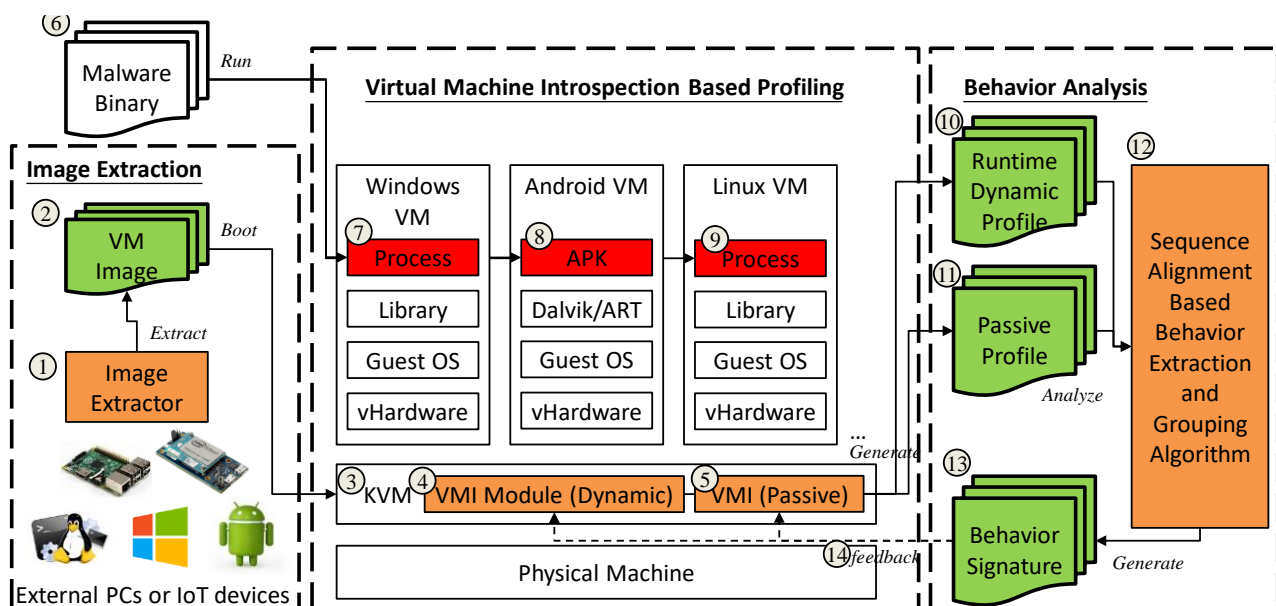 6
Malware
Binary
Run
Image Extraction
2
VM
Image
Boot
Extract
1
Image
Extractor
External PCs or IoT devices
Virtual Machine Introspection Based Profiling
Windows
VM
7
Process
Library
Guest OS
vHardware
Android VM
8
APK
Dalvik/ART
Guest OS
vHardware
Linux VM
9
Process
Library
Guest OS
vHardware
...
Generate
3
KVM
4
VMI Module (Dynamic)
5
VMI (Passive)
14
feedback
Physical Machine
Behavior Analysis
10
Runtime
Dynamic
Profile
11
Passive
Profile
Analyze
12
Sequence
Alignment
Based
Behavior
Extraction
and
Grouping
Algorithm
13
Behavior
Signature
Generate